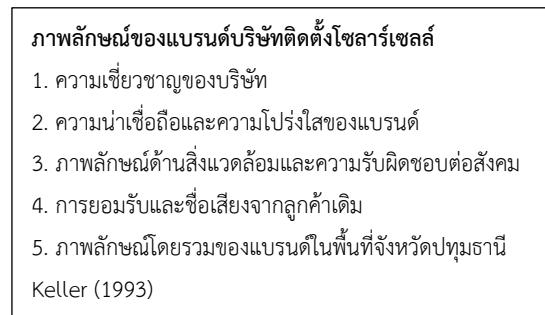 ภาพลักษณ์ของแบรนด์บริษัทติดตั้งโซลาร์เซลล์
1. ความเชี่ยวชาญของบริษัท
2. ความน่าเชื่อถือและความโปร่งใสของแบรนด์
3. ภาพลักษณ์ด้านสิ่งแวดล้อมและความรับผิดชอบต่อสังคม
4. การยอมรับและชื่อเสียงจากลูกค้าเดิม
5. ภาพลักษณ์โดยรวมของแบรนด์ในพื้นที่จังหวัดปทุมธานี
Keller (1993)